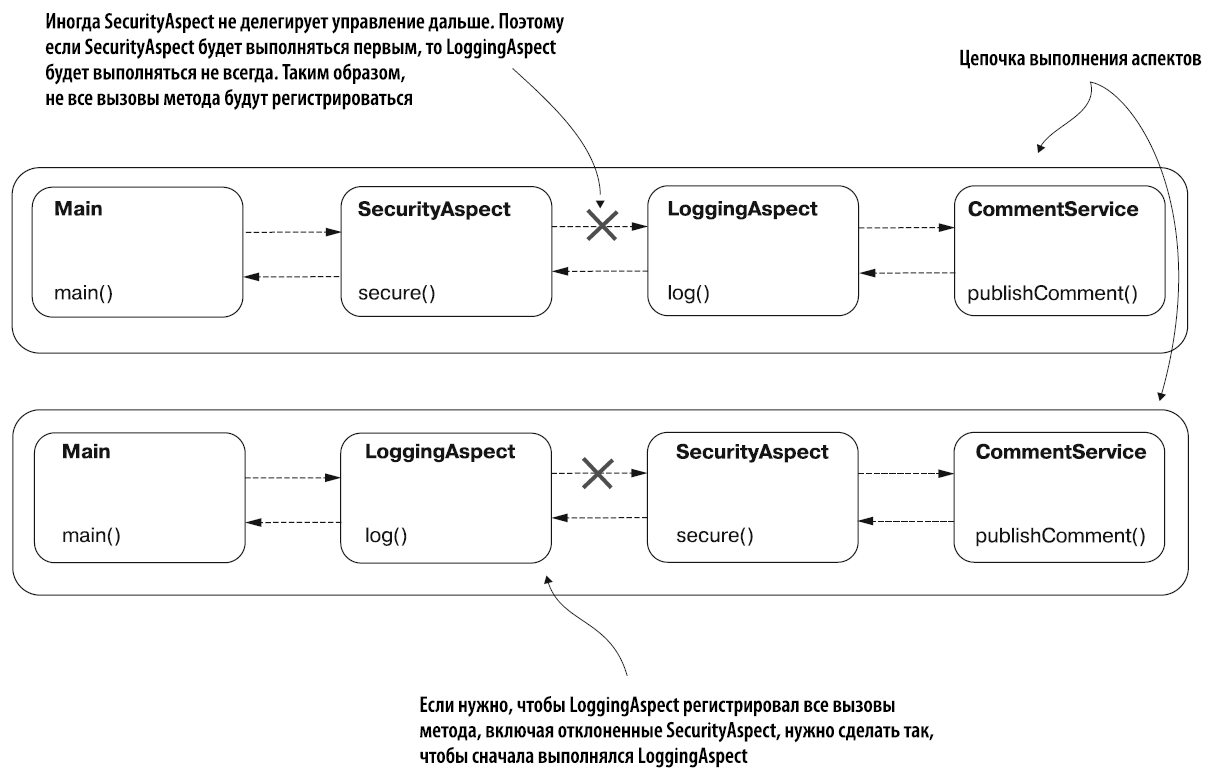 Иногда SecurityAspect не делегирует управление дальше. Поэтому
если SecurityAspect будет выполняться первым, то LoggingAspect
будет выполняться не всегда. Таким образом,
не все вызовы метода будут регистрироваться
Цепочка выполнения аспектов
Main
SecurityAspect
LoggingAspect
CommentService
main()
secure()
log()
publishComment()
Main
LoggingAspect
SecurityAspect
CommentService
main()
log()
secure()
publishComment()
Если нужно, чтобы LoggingAspect регистрировал все вызовы
метода, включая отклоненные SecurityAspect, нужно сделать так,
чтобы сначала выполнялся LoggingAspect